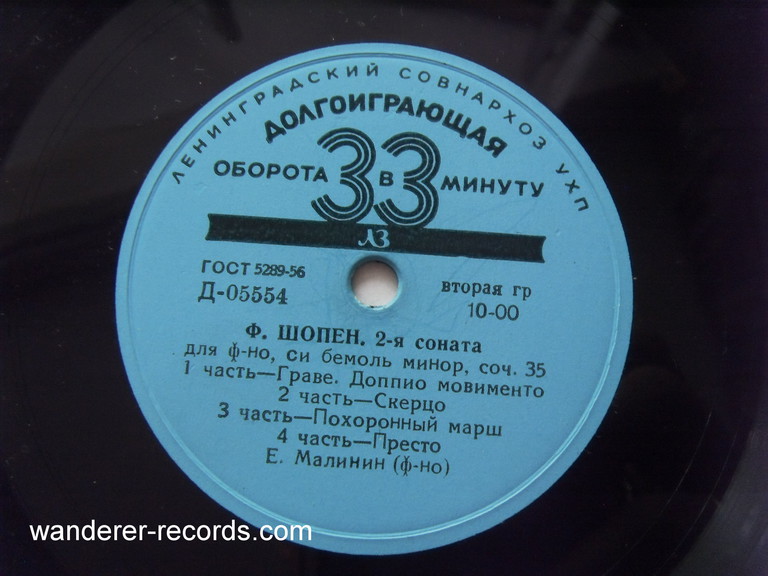 ЛЕНИНГРАДСКИЙ СОВНАРХОЗ УХП
ДОЛГОИГРАЮЩАЯ
ОБОРОТА 33 В МИНУТУ
ЛЗ
ГОСТ 5289-56
Д-05554
вторая гр
10-00
Ф. ШОПЕН. 2-я соната
для ф-но, си бемоль минор, соч. 35
1 часть—Граве. Доппио мовименто
2 часть—Скерцо
3 часть—Похоронный марш
4 часть—Престо
Е. Малинин (ф-но)
wanderer-records.com